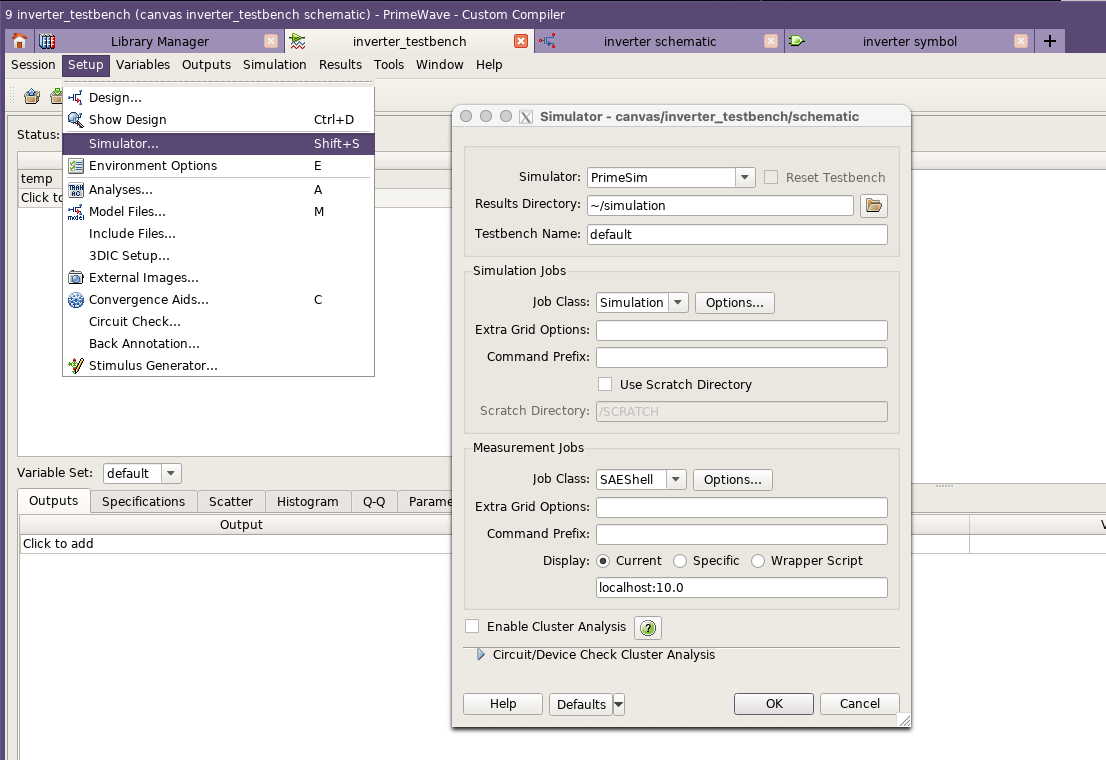 9 inverter_testbench (canvas inverter_testbench schematic) - PrimeWave - Custom Compiler
Library Manager inverter_testbench inverter schematic inverter symbol
Session Setup Variables Outputs Simulation Results Tools Window Help
Design...
Show Design Ctrl+D
Simulator... Shift+S
Environment Options E
Analyses... A
Model Files... M
Include Files...
3DIC Setup...
External Images...
Convergence Aids... C
Circuit Check...
Back Annotation...
Stimulus Generator...
Status:
temp
Click to
Variable Set: default
Outputs Specifications Scatter Histogram Q-Q Parame
Output V
Click to add
Simulator - canvas/inverter_testbench/schematic
Simulator: PrimeSim Reset Testbench
Results Directory: ~/simulation
Testbench Name: default
Simulation Jobs
Job Class: Simulation Options...
Extra Grid Options:
Command Prefix:
Use Scratch Directory
Scratch Directory: /SCRATCH
Measurement Jobs
Job Class: SAEShell Options...
Extra Grid Options:
Command Prefix:
Display: Current Specific Wrapper Script
localhost:10.0
Enable Cluster Analysis
Circuit/Device Check Cluster Analysis
Help Defaults OK Cancel